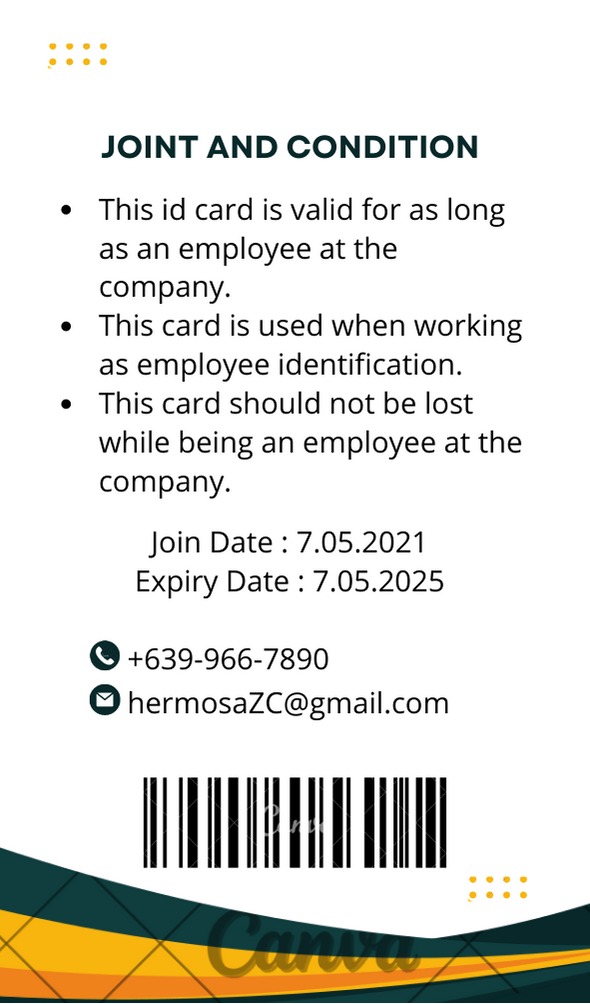 JOINT AND CONDITION
• This id card is valid for as long
as an employee at the
company.
• This card is used when working
as employee identification.
• This card should not be lost
while being an employee at the
company.
Join Date : 7.05.2021
Expiry Date : 7.05.2025
+639-966-7890
hermosaZC@gmail.com
Canva
Canva